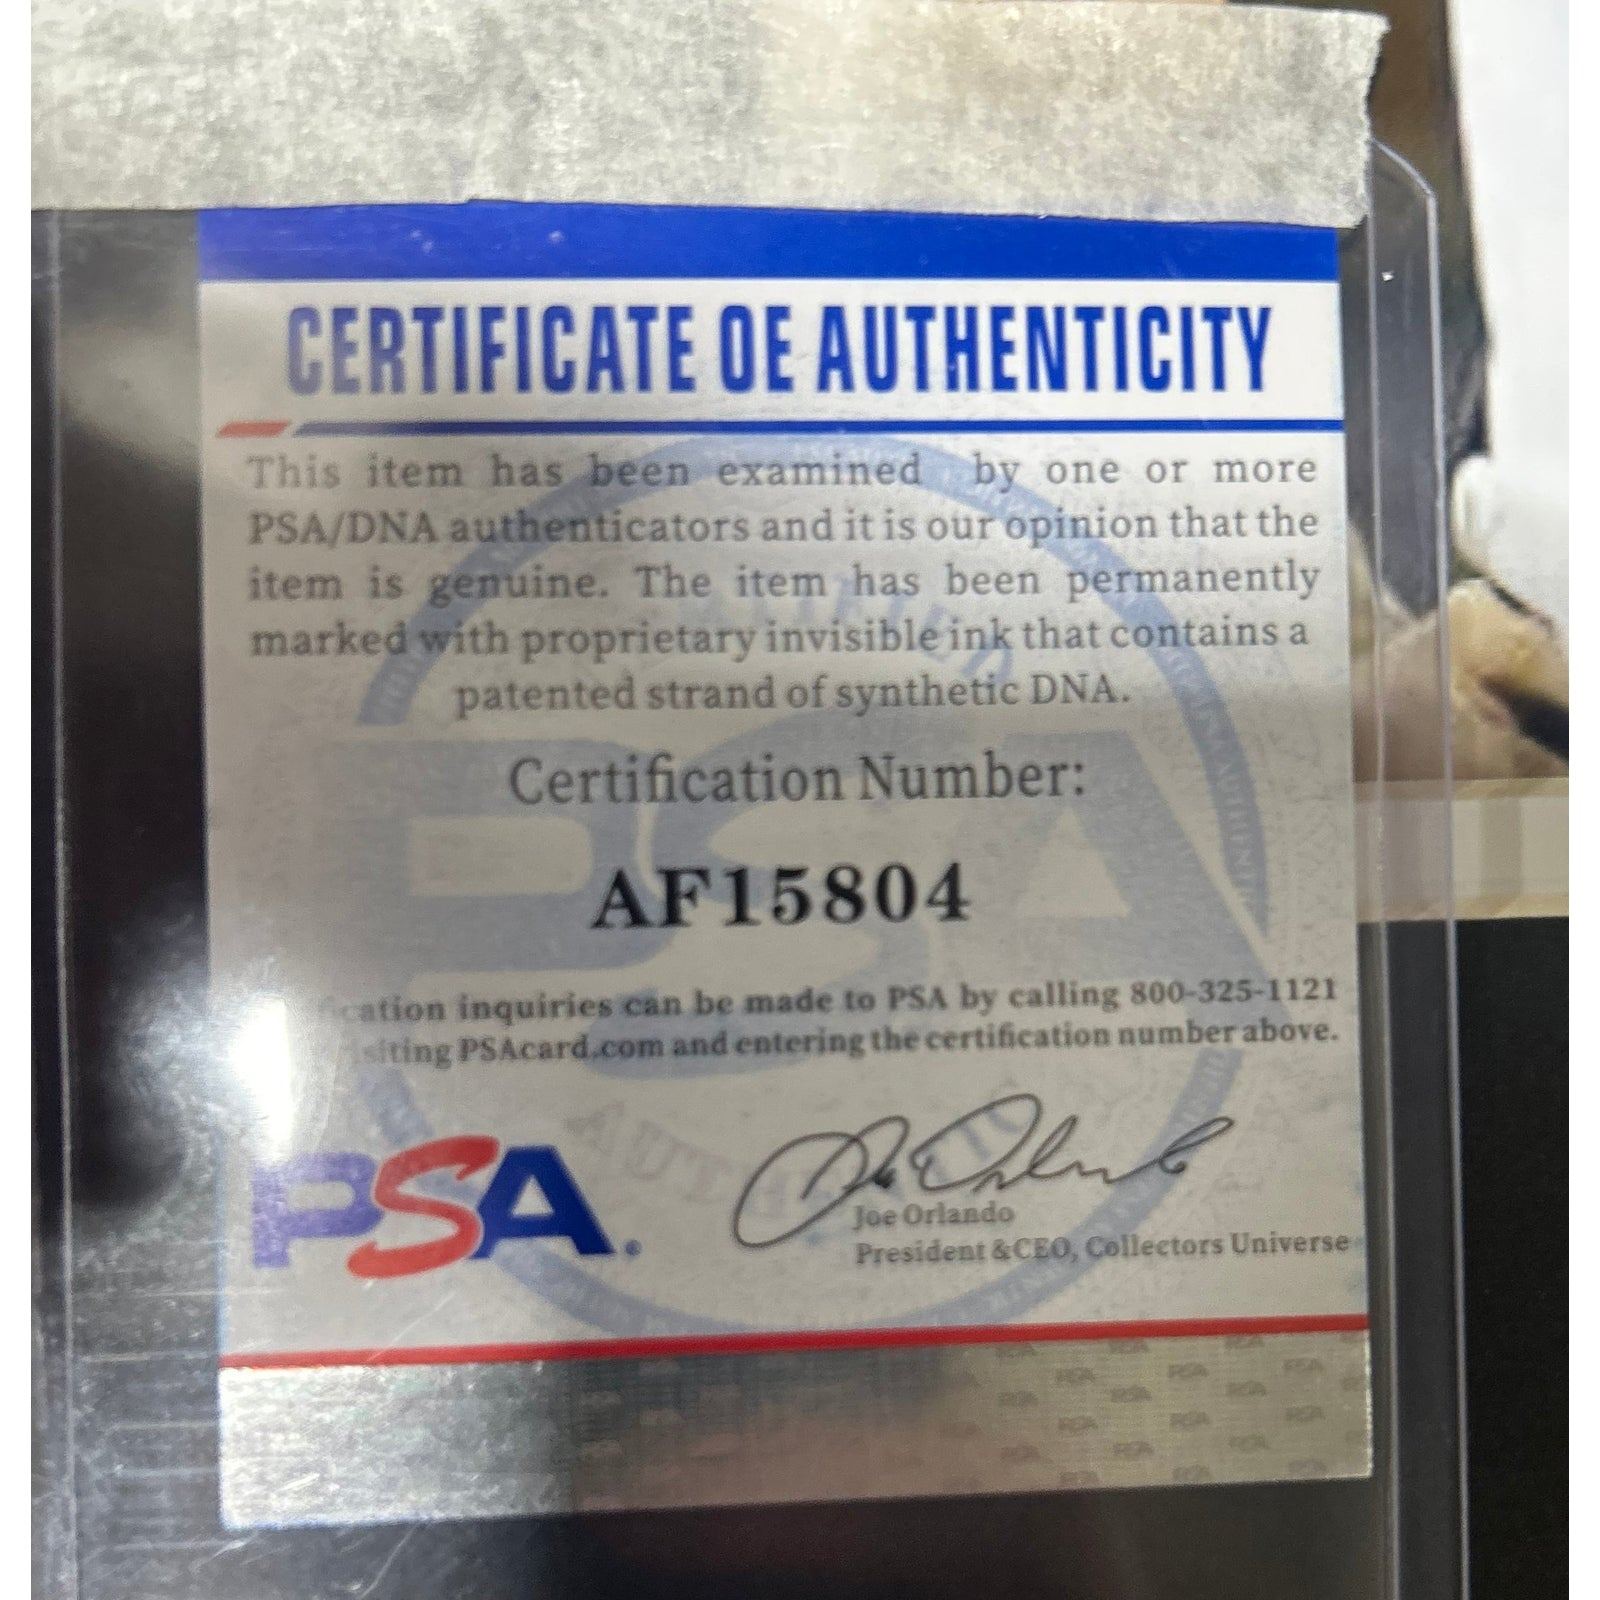 CERTIFICATE OE AUTHENTICITY
This item has been examined by one or more
PSA/DNA authenticators and it is our opinion that the
item is genuine. The item has been permanently
marked with proprietary invisible ink that contains a
patented strand of synthetic DNA.
Certification Number:
AF15804
inquiries can be made to PSA by calling 800-325-1121
PSAcard.com and entering the certification number above.
PSA
Joe Orlando
President &CEO, Collectors Universe